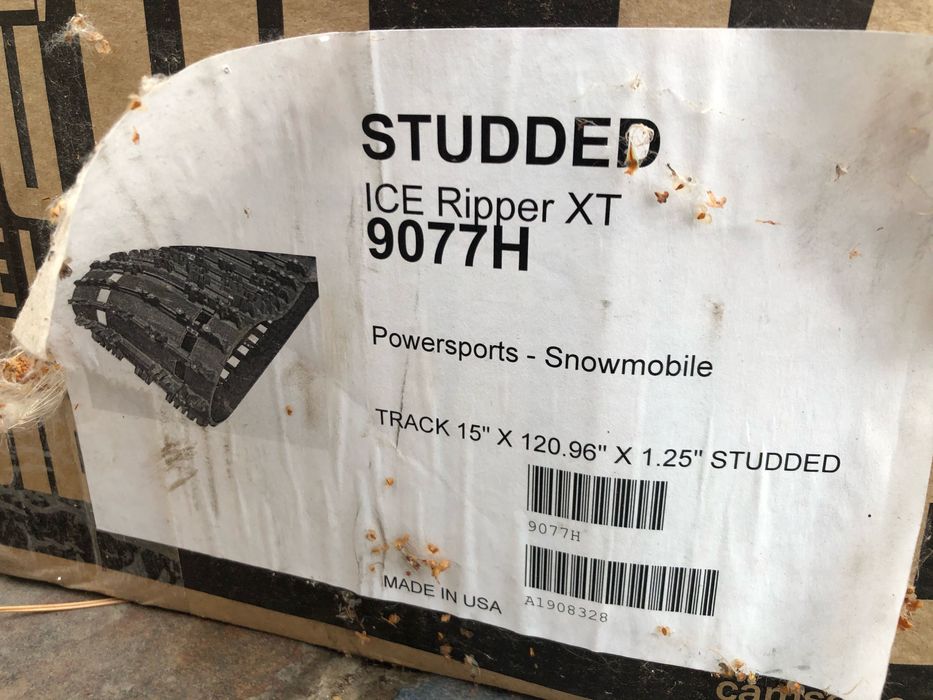 STUDDED
ICE Ripper XT
9077H
Powersports - Snowmobile
TRACK 15" X 120.96" X 1.25" STUDDED
9077H
A1908328
MADE IN USA